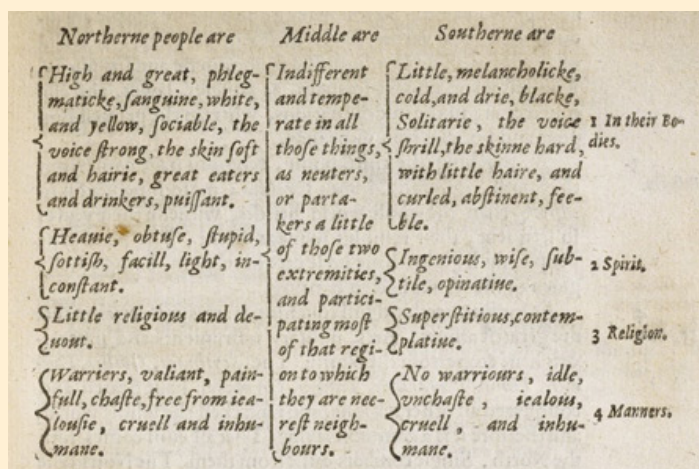 Northerne people are
High and great, phleg-
maticke, ſanguine, white,
and yellow, ſociable, the
voice ſtrong, the skin ſoft
and hairie, great eaters
and drinkers, puiſſant.
Heauie, obtuſe, ſtupid,
ſottiſh, facill, light, in-
conſtant.
Little religious and de-
uout.
Warriers, valiant, pain-
full, chaſte, free from iea-
louſie, cruell and inhu-
mane.
Middle are
Indifferent
and tempe-
rate in all
thoſe things,
as neuters,
or parta-
kers a little
of thoſe two
extremities,
and partici-
pating moſt
of that regi-
on to which
they are nee-
reſt neigh-
bours.
Southerne are
Little, melancholicke,
cold, and drie, blacke,
Solitarie, the voice
ſhrill, the skinne hard,
with little haire, and
curled, abſtinent, fee-
ble.
Ingenious, wiſe, ſub-
tile, opinatiue.
Superſtitious, contem-
platiue.
No warriours, idle,
vnchaſte, iealous,
cruell, and inhu-
mane.
1 In their Bo-
dies.
2 Spirit.
3 Religion.
4 Manners.